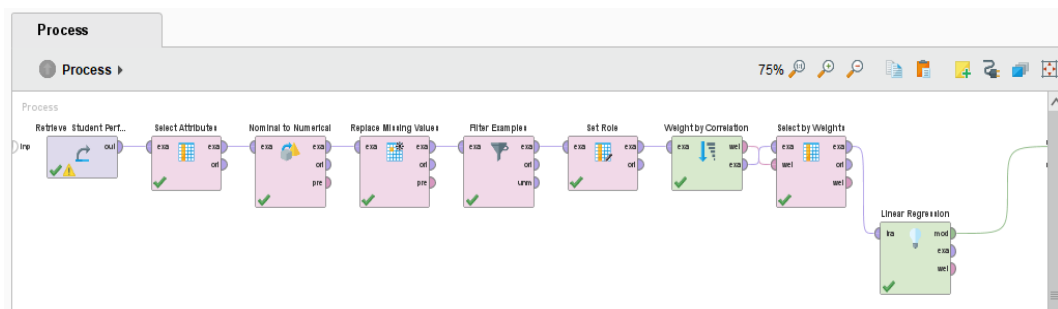 Process
Process
75%
Process
Retrieve Student Perf...
Select Attributes
Nominal to Numerical
Replace Missing Values
Filter Examples
Set Role
Weight by Correlation
Select by Weights
inp
out
exa
exa
ori
exa
exa
ori
pre
exa
exa
ori
pre
exa
exa
ori
unm
exa
exa
ori
exa
wei
exa
exa
wei
exa
ori
wei
Linear Regression
tra
mod
exa
wei